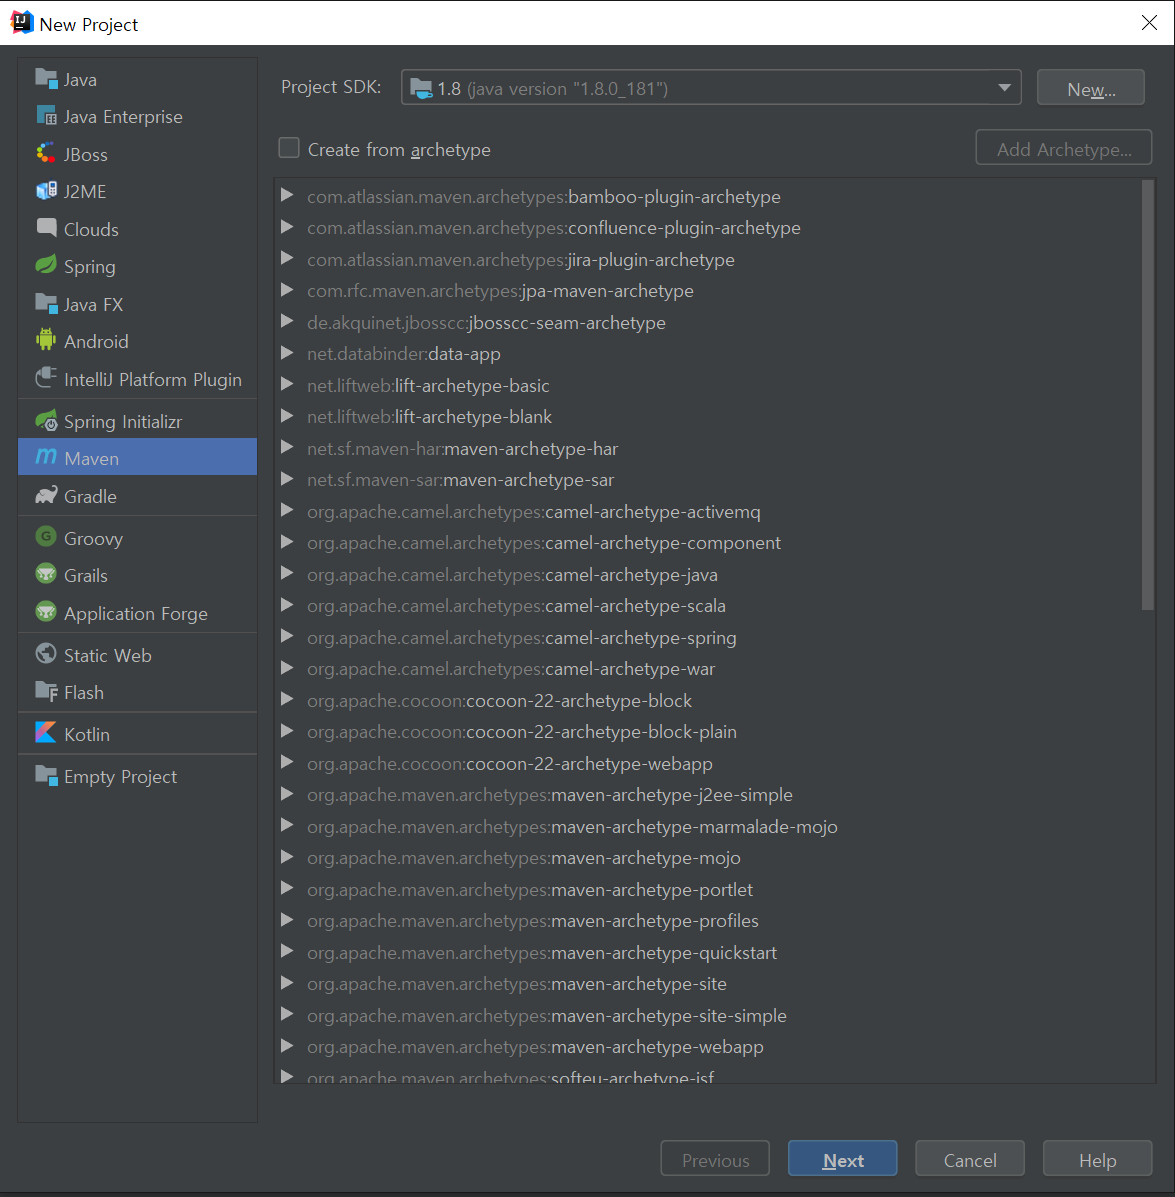 New Project
Java
Java Enterprise
JBoss
J2ME
Clouds
Spring
Java FX
Android
IntelliJ Platform Plugin
Spring Initializr
Maven
Gradle
Groovy
Grails
Application Forge
Static Web
Flash
Kotlin
Empty Project
Project SDK: 1.8 (java version "1.8.0_181") New...
Create from archetype Add Archetype...
com.atlassian.maven.archetypes:bamboo-plugin-archetype
com.atlassian.maven.archetypes:confluence-plugin-archetype
com.atlassian.maven.archetypes:jira-plugin-archetype
com.rfc.maven.archetypes:jpa-maven-archetype
de.akquinet.jbosscc:jbosscc-seam-archetype
net.databinder:data-app
net.liftweb:lift-archetype-basic
net.liftweb:lift-archetype-blank
net.sf.maven-har:maven-archetype-har
net.sf.maven-sar:maven-archetype-sar
org.apache.camel.archetypes:camel-archetype-activemq
org.apache.camel.archetypes:camel-archetype-component
org.apache.camel.archetypes:camel-archetype-java
org.apache.camel.archetypes:camel-archetype-scala
org.apache.camel.archetypes:camel-archetype-spring
org.apache.camel.archetypes:camel-archetype-war
org.apache.cocoon:cocoon-22-archetype-block
org.apache.cocoon:cocoon-22-archetype-block-plain
org.apache.cocoon:cocoon-22-archetype-webapp
org.apache.maven.archetypes:maven-archetype-j2ee-simple
org.apache.maven.archetypes:maven-archetype-marmalade-mojo
org.apache.maven.archetypes:maven-archetype-mojo
org.apache.maven.archetypes:maven-archetype-portlet
org.apache.maven.archetypes:maven-archetype-profiles
org.apache.maven.archetypes:maven-archetype-quickstart
org.apache.maven.archetypes:maven-archetype-site
org.apache.maven.archetypes:maven-archetype-site-simple
org.apache.maven.archetypes:maven-archetype-webapp
org.apache.maven.archetypes:softeu-archetype-jsf
Previous Next Cancel Help